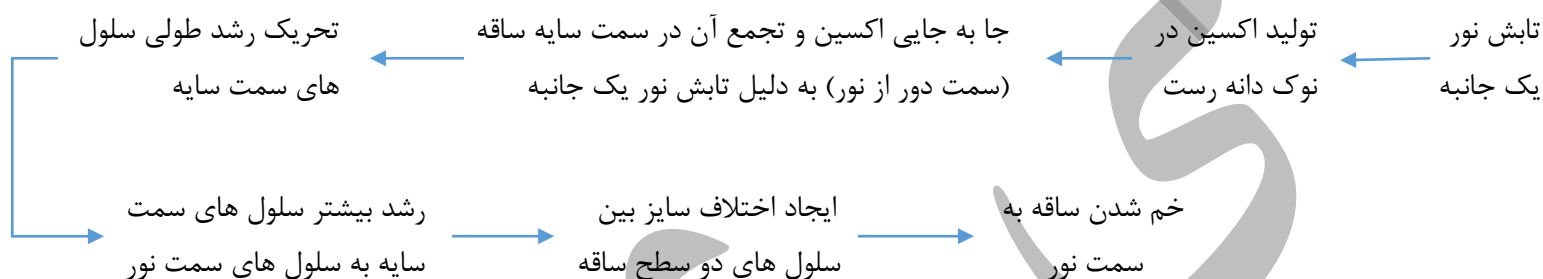 تابش نور
یک جانبه
تولید اکسین در
نوک دانه رست
جا به جایی اکسین و تجمع آن در سمت سایه ساقه
(سمت دور از نور) به دلیل تابش نور یک جانبه
تحریک رشد طولی سلول
های سمت سایه
رشد بیشتر سلول های سمت
سایه به سلول های سمت نور
ایجاد اختلاف سایز بین
سلول های دو سطح ساقه
خم شدن ساقه به
سمت نور